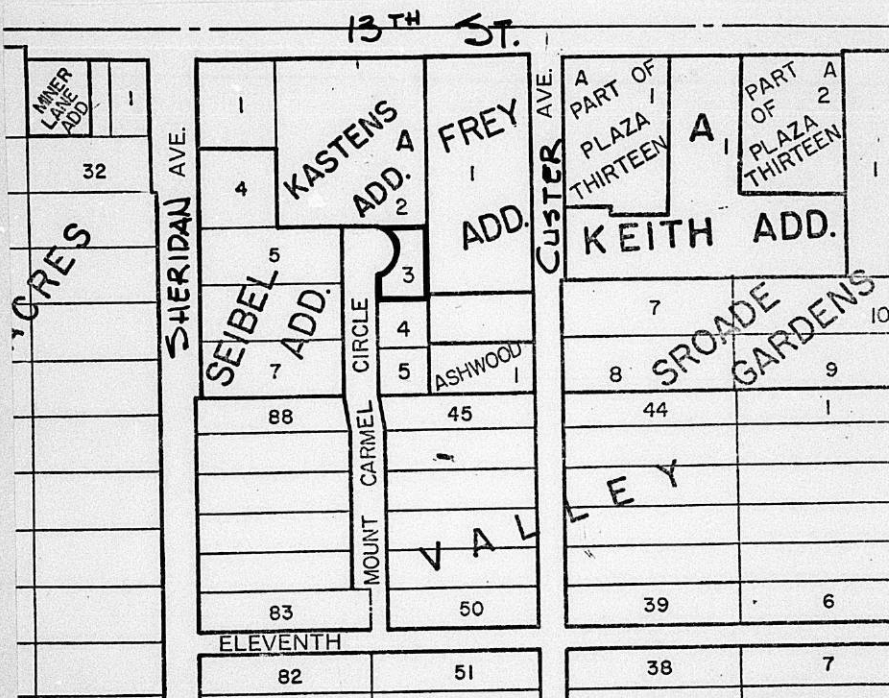 13TH ST.
MINER
LANE
ADD.
1
32
ACRES
SHERIDAN AVE.
1
4
KASTENS
ADD.
A
2
5
SEIBEL
ADD.
7
MOUNT CARMEL CIRCLE
3
4
5
FREY
1
ADD.
ASHWOOD
1
CUSTER AVE.
A
PART OF
1
PLAZA
THIRTEEN
A
1
PART A
OF 2
PLAZA
THIRTEEN
1
KEITH ADD.
7
SROADE
GARDENS
10
8
9
88
45
44
1
VALLEY
83
50
39
6
ELEVENTH
82
51
38
7